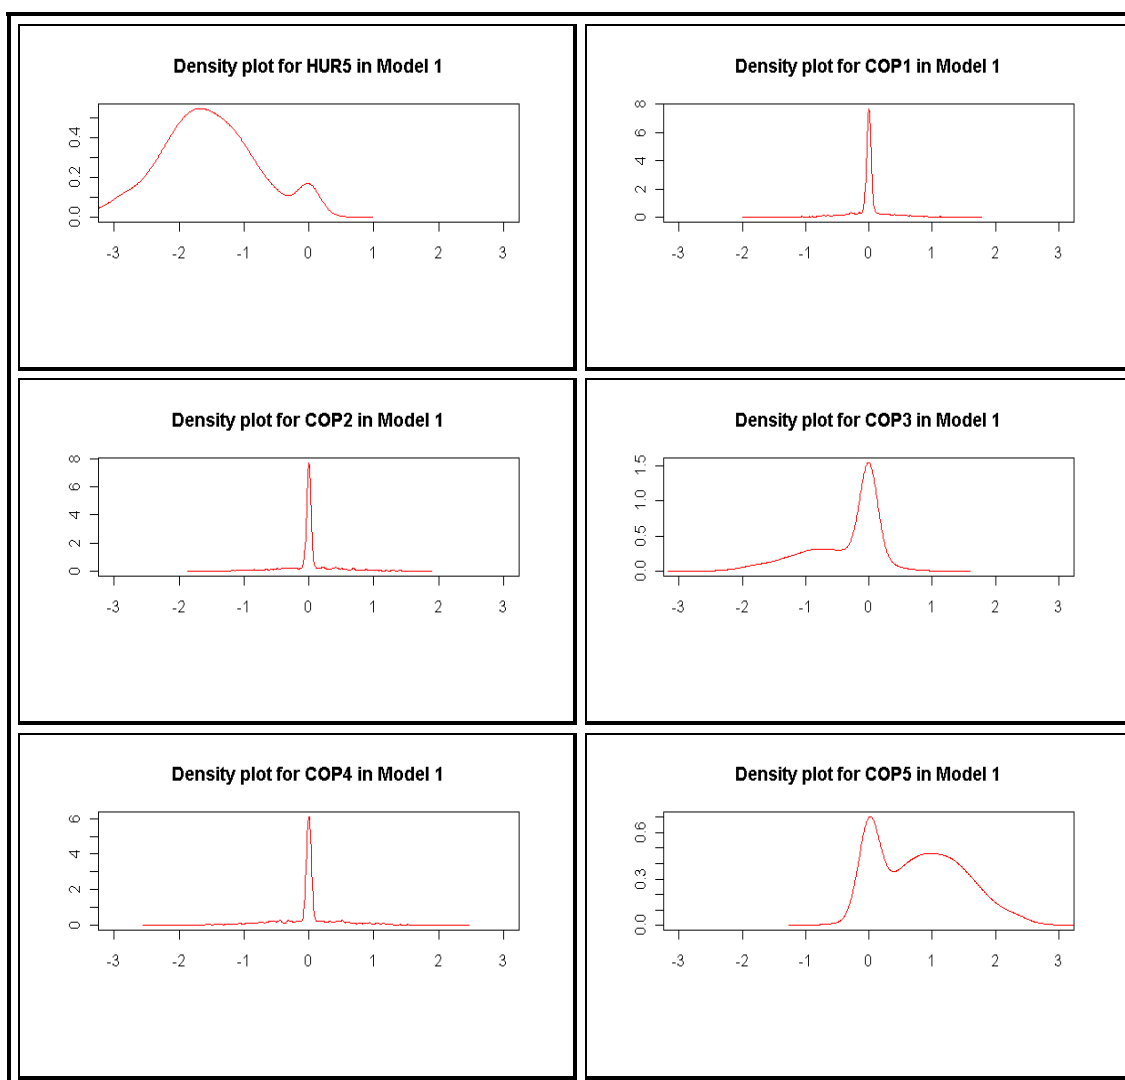 Density plot for HUR5 in Model 1
0.4
0.2
0.0
-3 -2 -1 0 1 2 3
Density plot for COP1 in Model 1
8
6
4
2
0
-3 -2 -1 0 1 2 3
Density plot for COP2 in Model 1
8
6
4
2
0
-3 -2 -1 0 1 2 3
Density plot for COP3 in Model 1
1.5
1.0
0.5
0.0
-3 -2 -1 0 1 2 3
Density plot for COP4 in Model 1
6
4
2
0
-3 -2 -1 0 1 2 3
Density plot for COP5 in Model 1
0.6
0.3
0.0
-3 -2 -1 0 1 2 3